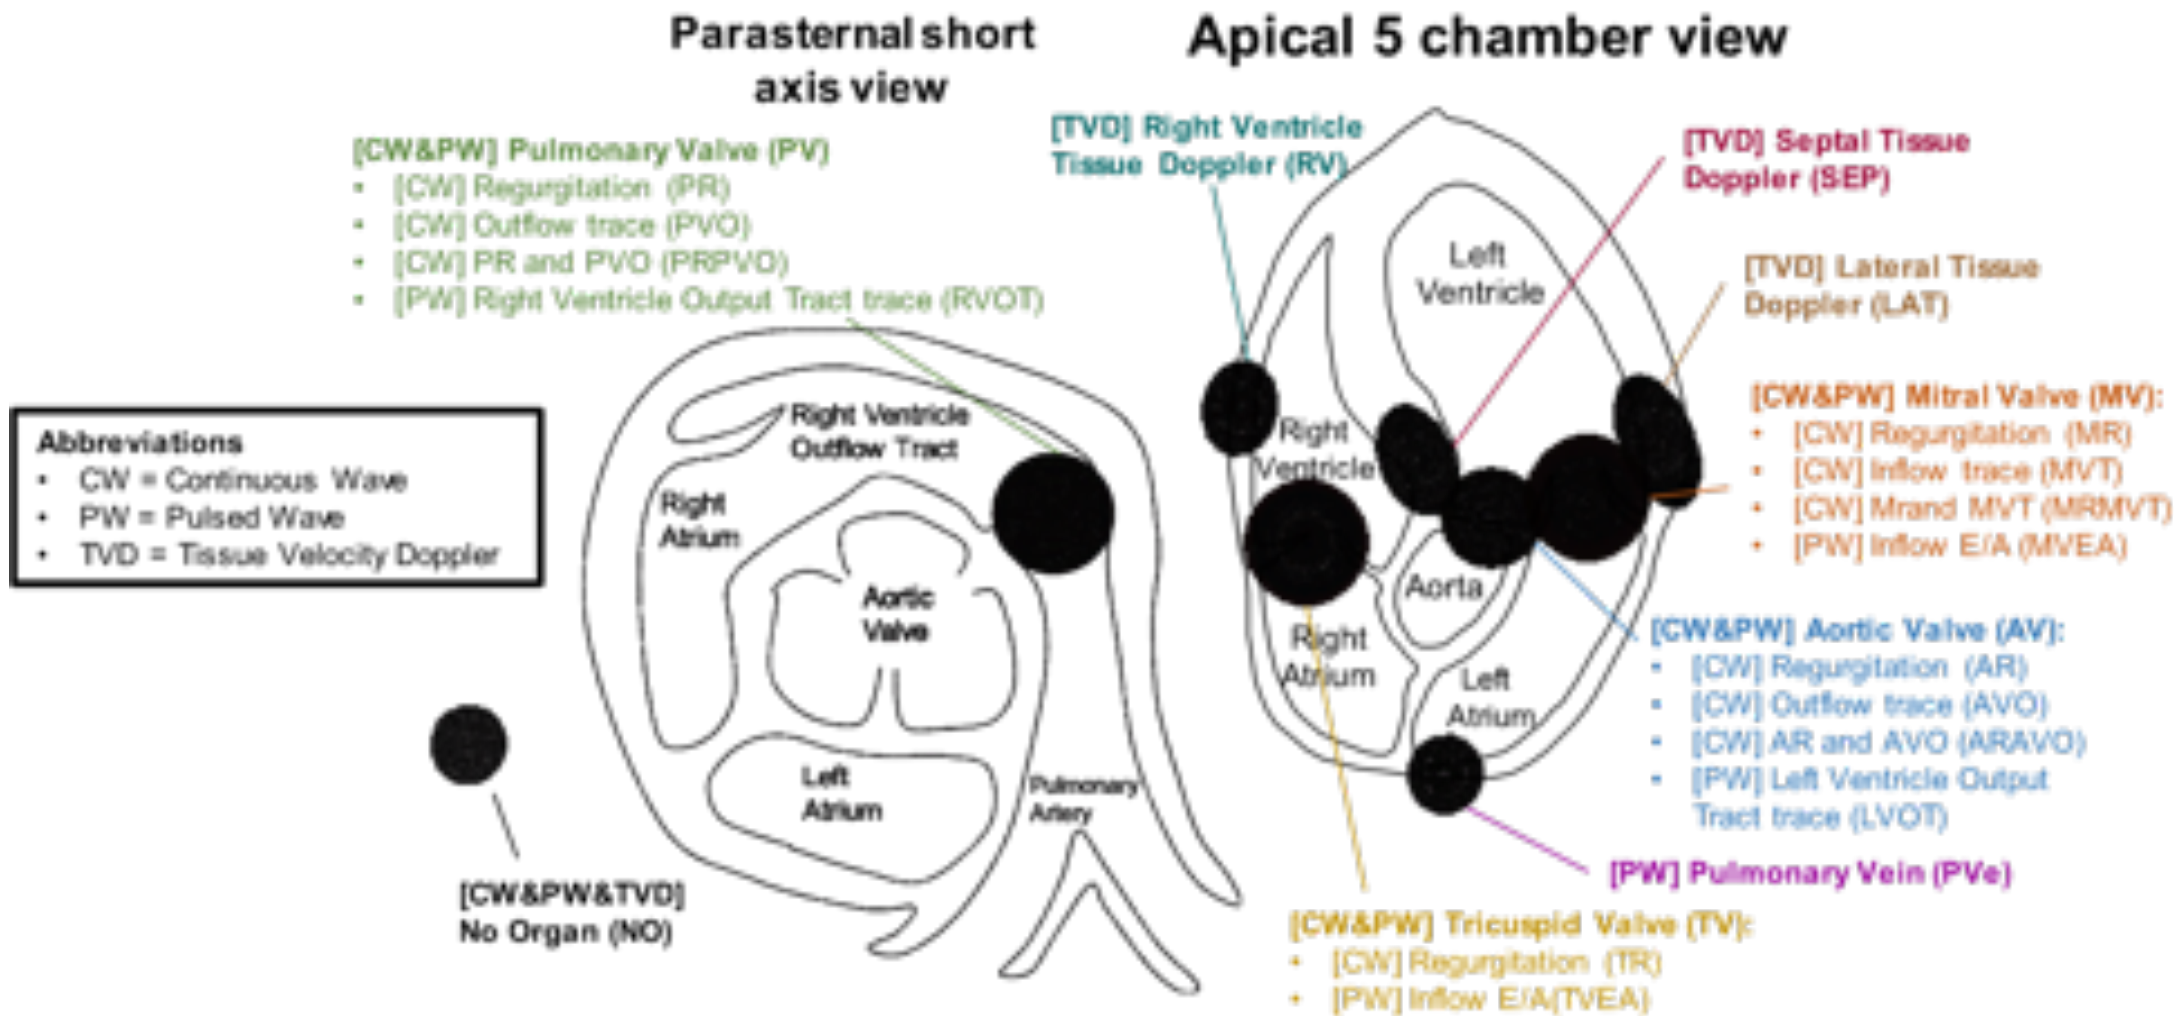 Parasternal short
axis view
Apical 5 chamber view
[CW&PW] Pulmonary Valve (PV)
• [CW] Regurgitation (PR)
• [CW] Outflow trace (PVO)
• [CW] PR and PVO (PRPVO)
• [PW] Right Ventricle Output Tract trace (RVOT)
[TVD] Right Ventricle
Tissue Doppler (RV)
[TVD] Septal Tissue
Doppler (SEP)
[TVD] Lateral Tissue
Doppler (LAT)
[CW&PW] Mitral Valve (MV):
• [CW] Regurgitation (MR)
• [CW] Inflow trace (MVT)
• [CW] Mrand MVT (MRMVT)
• [PW] Inflow E/A (MVEA)
Abbreviations
• CW = Continuous Wave
• PW = Pulsed Wave
• TVD = Tissue Velocity Doppler
Right Ventricle
Outflow Tract
Right
Atrium
Aortic
Valve
Left
Atrium
Pulmonary
Artery
Left
Ventricle
Right
Ventricle
Aorta
Right
Atrium
Left
Atrium
[CW&PW] Aortic Valve (AV):
• [CW] Regurgitation (AR)
• [CW] Outflow trace (AVO)
• [CW] AR and AVO (ARAVO)
• [PW] Left Ventricle Output
Tract trace (LVOT)
[PW] Pulmonary Vein (PVe)
[CW&PW&TVD]
No Organ (NO)
[CW&PW] Tricuspid Valve (TV):
• [CW] Regurgitation (TR)
• [PW] Inflow E/A(TVEA)